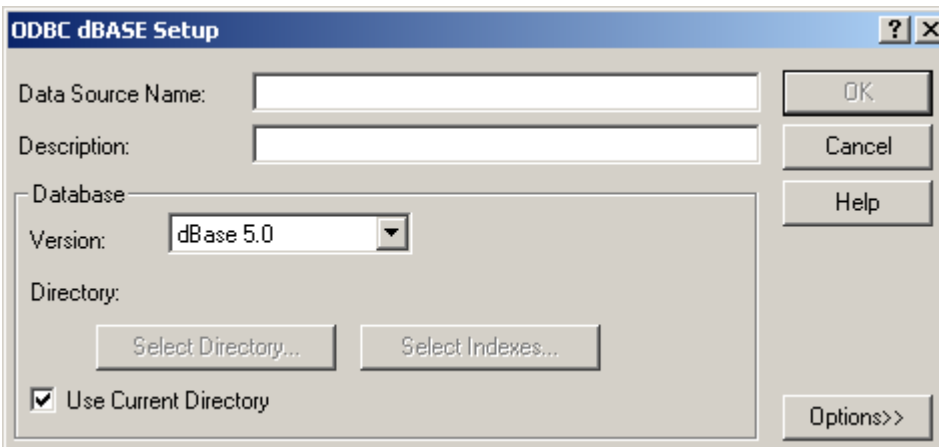 ODBC dBASE Setup
Data Source Name:
OK
Description:
Cancel
Database
Help
Version:
dBase 5.0
Directory:
Select Directory...
Select Indexes...
Use Current Directory
Options>>